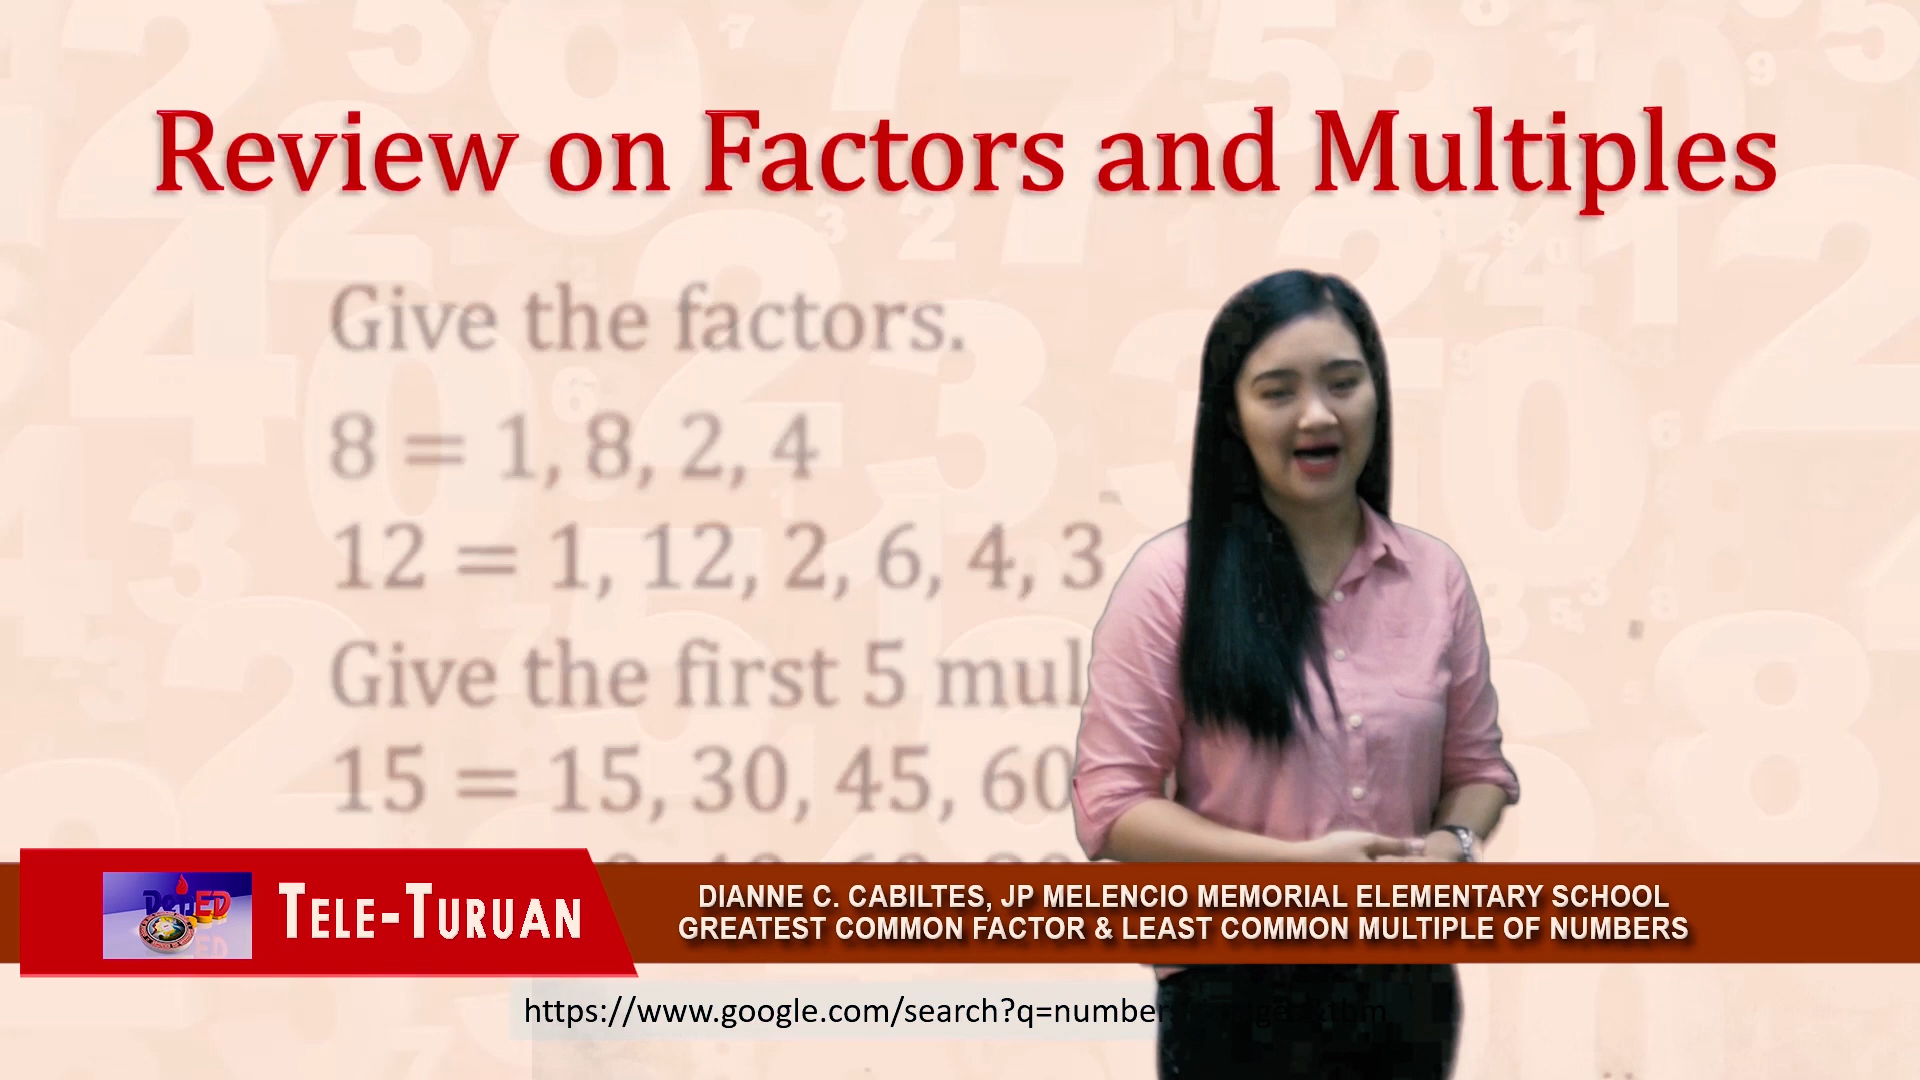 Review on Factors and Multiples
Give the factors.
8 = 1, 8, 2, 4
12 = 1, 12, 2, 6, 4, 3
Give the first 5 mul
15 = 15, 30, 45, 60
DepED
TELE-TURUAN
DIANNE C. CABILTES, JP MELENCIO MEMORIAL ELEMENTARY SCHOOL
GREATEST COMMON FACTOR & LEAST COMMON MULTIPLE OF NUMBERS
https://www.google.com/search?q=number